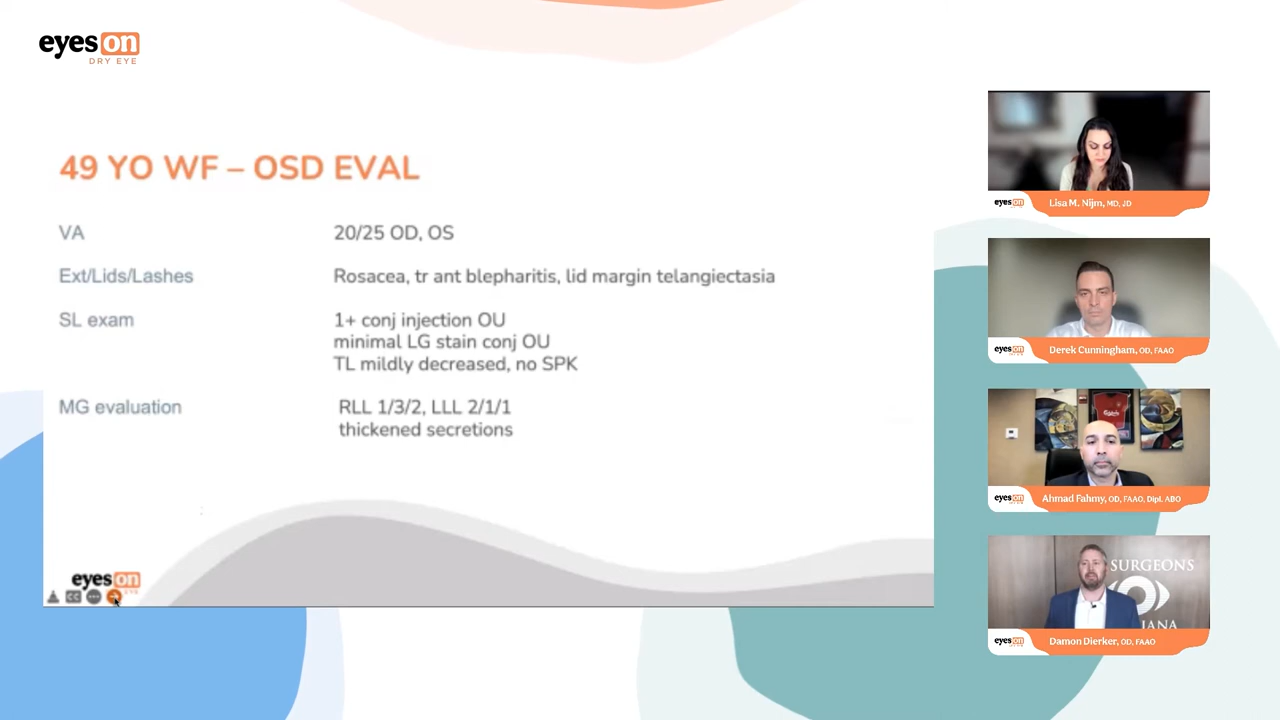 eyes on
DRY EYE
49 YO WF – OSD EVAL
VA 20/25 OD, OS
Ext/Lids/Lashes Rosacea, tr ant blepharitis, lid margin telangiectasia
SL exam 1+ conj injection OU
minimal LG stain conj OU
TL mildly decreased, no SPK
MG evaluation RLL 1/3/2, LLL 2/1/1
thickened secretions
eyes on
CC
eyes on Lisa M. Nijm, MD, JD
eyes on Derek Cunningham, OD, FAAO
Carlsberg
eyes on Ahmad Fahmy, OD, FAAO, Dipl. ABO
SURGEONS
IANA
eyes on Damon Dierker, OD, FAAO